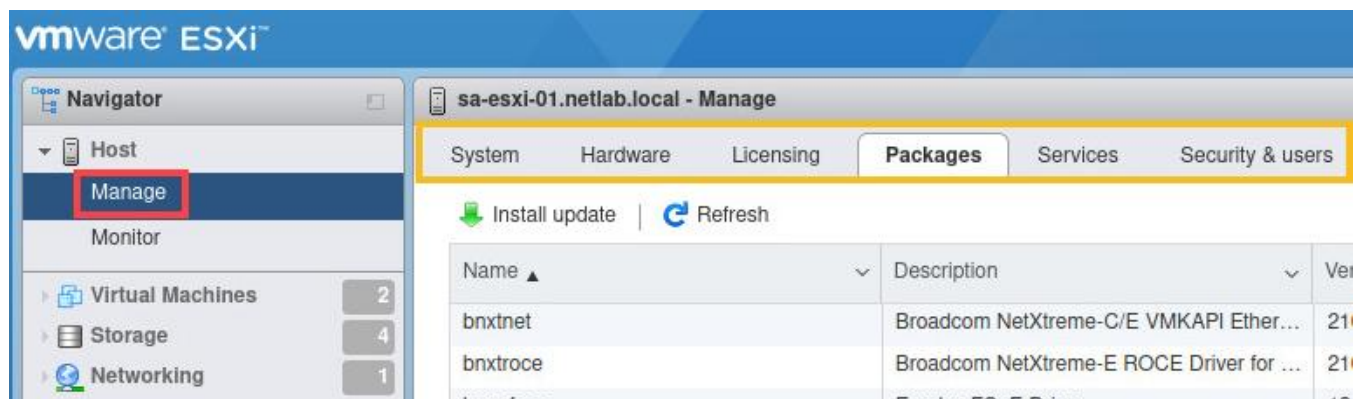 vmware ESXi™
Navigator
sa-esxi-01.netlab.local - Manage
Host
Manage
Monitor
Virtual Machines 2
Storage 4
Networking 1
System Hardware Licensing Packages Services Security & users
Install update | Refresh
Name Description
bnxtnet Broadcom NetXtreme-C/E VMKAPI Ether...
bnxtroce Broadcom NetXtreme-E ROCE Driver for ...